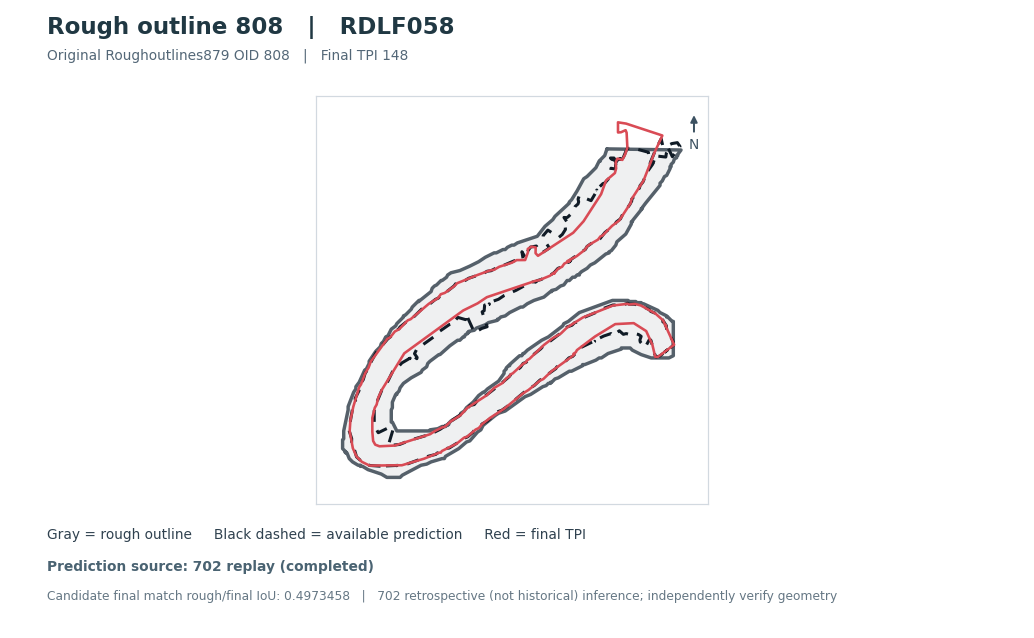 Rough outline 808   |   RDLF058
Original Roughoutlines879 OID 808   |   Final TPI 148
N
Gray = rough outline     Black dashed = available prediction     Red = final TPI
Prediction source: 702 replay (completed)
Candidate final match rough/final IoU: 0.4973458   |   702 retrospective (not historical) inference; independently verify geometry